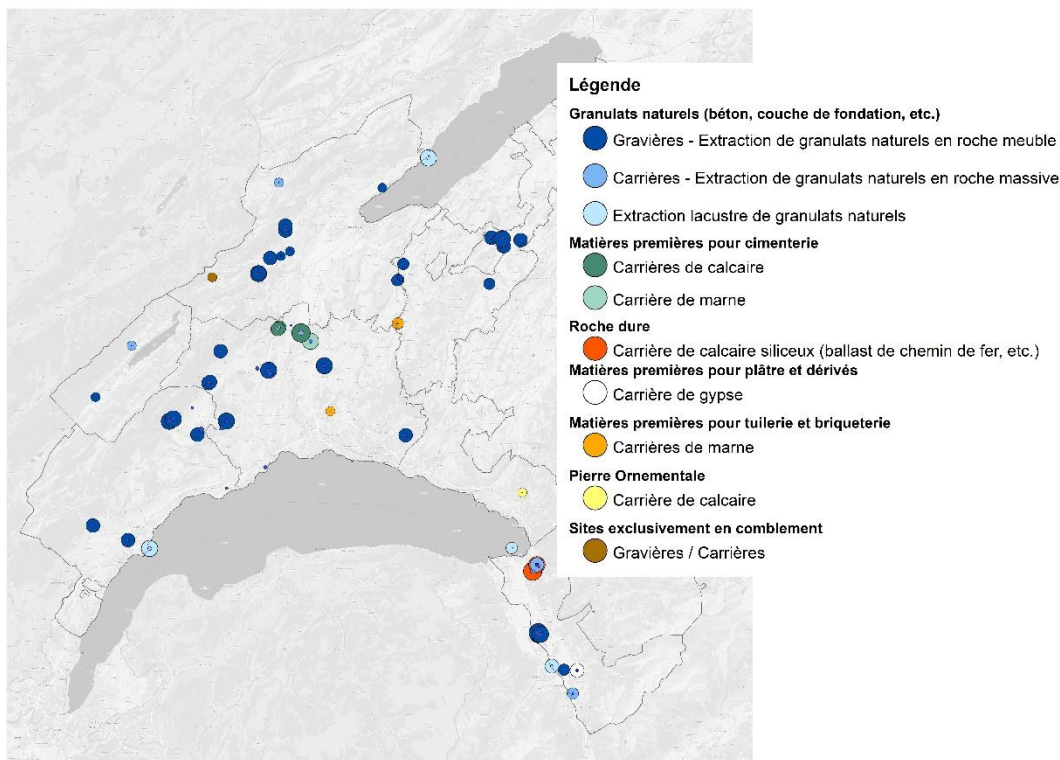 Légende
Granulats naturels (béton, couche de fondation, etc.)
Gravières - Extraction de granulats naturels en roche meuble
Carrières - Extraction de granulats naturels en roche massive
Extraction lacustre de granulats naturels
Matières premières pour cimenterie
Carrières de calcaire
Carrière de marne
Roche dure
Carrière de calcaire siliceux (ballast de chemin de fer, etc.)
Matières premières pour plâtre et dérivés
Carrière de gypse
Matières premières pour tuilerie et briqueterie
Carrières de marne
Pierre Ornementale
Carrière de calcaire
Sites exclusivement en comblement
Gravières / Carrières